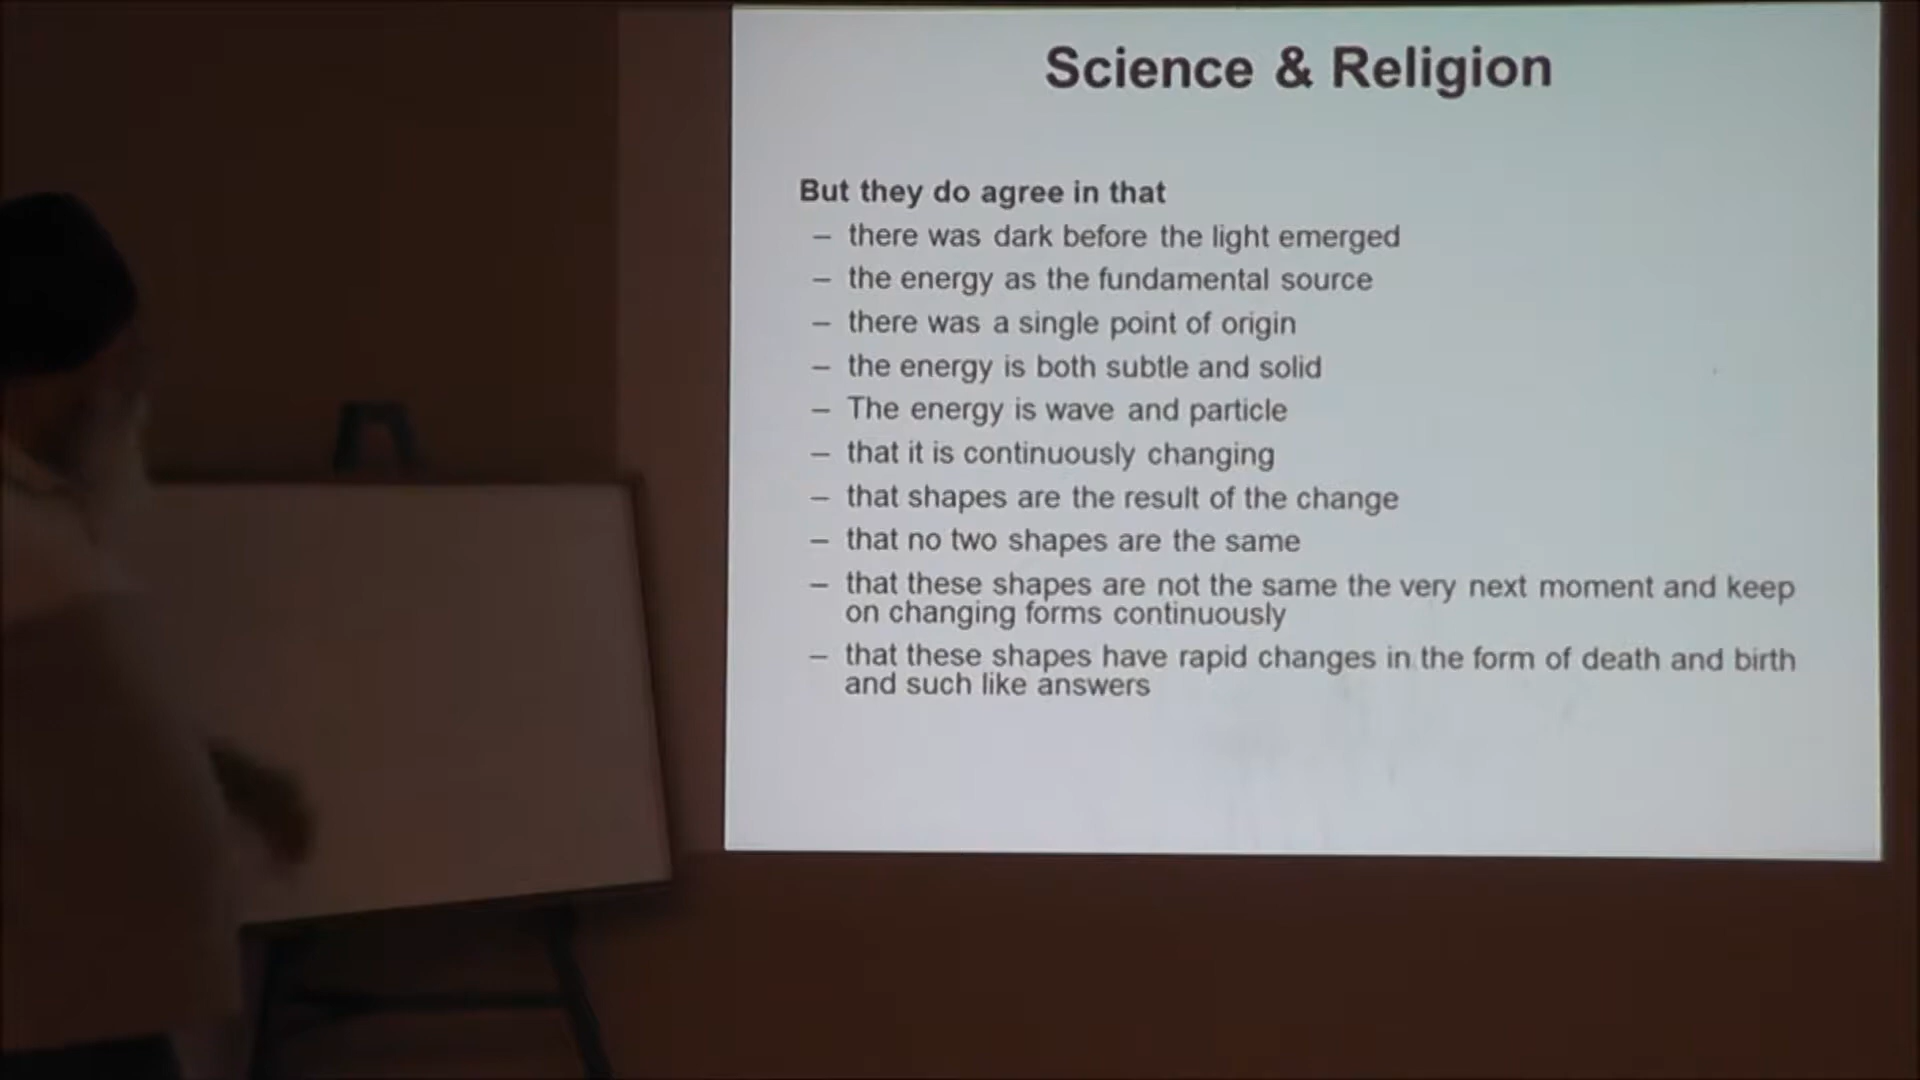 Science & Religion
But they do agree in that
– there was dark before the light emerged
– the energy as the fundamental source
– there was a single point of origin
– the energy is both subtle and solid
– The energy is wave and particle
– that it is continuously changing
– that shapes are the result of the change
– that no two shapes are the same
– that these shapes are not the same the very next moment and keep
on changing forms continuously
– that these shapes have rapid changes in the form of death and birth
and such like answers